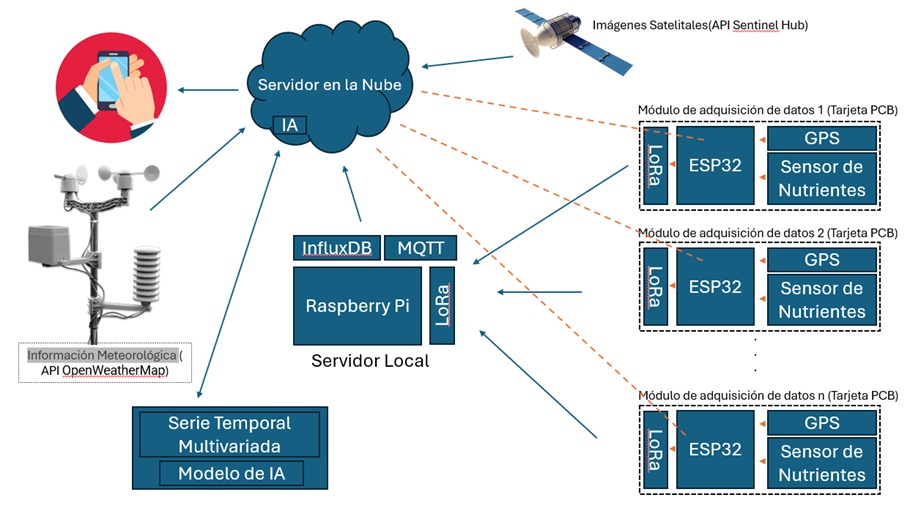 Imágenes Satelitales(API Sentinel Hub)
Servidor en la Nube
IA
Módulo de adquisición de datos 1 (Tarjeta PCB)
LoRa
ESP32
GPS
Sensor de
Nutrientes
Módulo de adquisición de datos 2 (Tarjeta PCB)
LoRa
ESP32
GPS
Sensor de
Nutrientes
InfluxDB
MQTT
Raspberry Pi
LoRa
Servidor Local
Información Meteorológica (
API OpenWeatherMap)
Módulo de adquisición de datos n (Tarjeta PCB)
LoRa
ESP32
GPS
Sensor de
Nutrientes
Serie Temporal
Multivariada
Modelo de IA